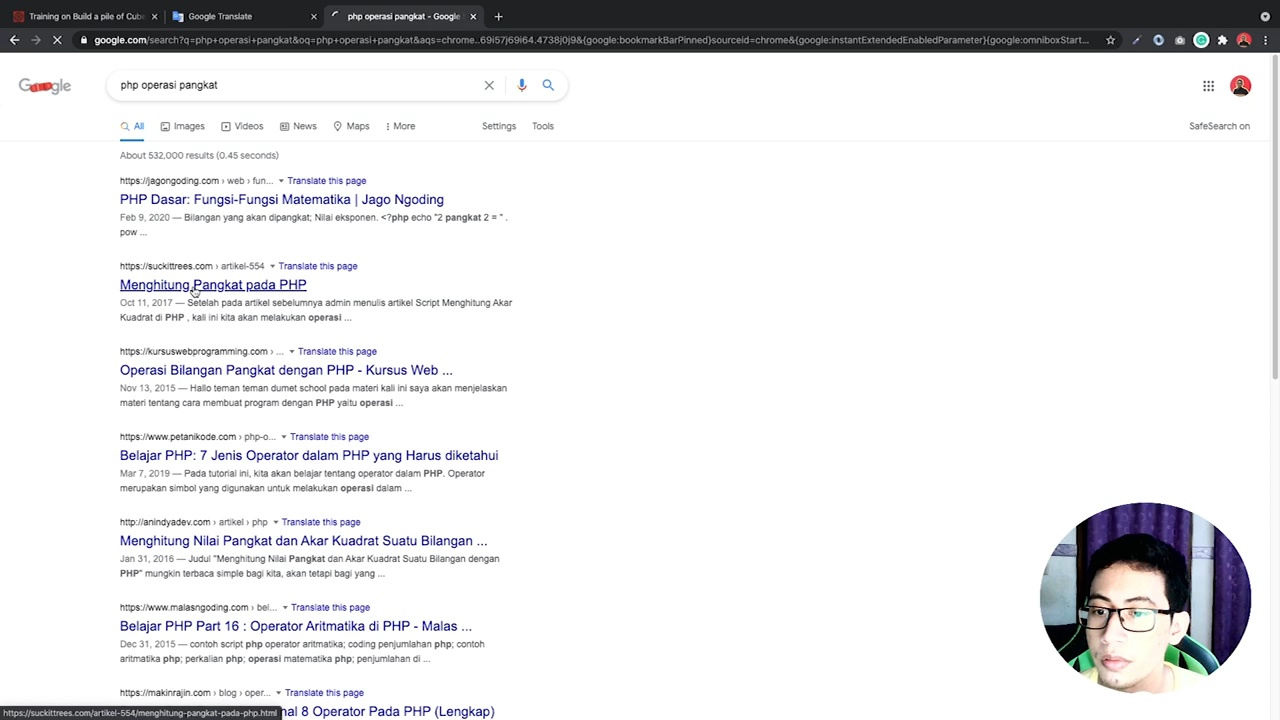 Training on Build a pile of Cube
Google Translate
php operasi pangkat - Google
google.com/search?q=php+operasi+pangkat&oq=php+operasi+pangkat&aqs=chrome..69i57j69i64.4738j0j9&{google:bookmarkBarPinned}sourceid=chrome&{google:instantExtendedEnabledParameter}{google:omniboxStart...
php operasi pangkat
All
Images
Videos
News
Maps
More
Settings
Tools
SafeSearch on
About 532,000 results (0.45 seconds)
https://jagongoding.com › web › fun... Translate this page
PHP Dasar: Fungsi-Fungsi Matematika | Jago Ngoding
Feb 9, 2020 — Bilangan yang akan dipangkat; Nilai eksponen. <?php echo "2 pangkat 2 = " .
pow ...
https://suckittrees.com › artikel-554 Translate this page
Menghitung Pangkat pada PHP
Oct 11, 2017 — Setelah pada artikel sebelumnya admin menulis artikel Script Menghitung Akar
Kuadrat di PHP , kali ini kita akan melakukan operasi ...
https://kursuswebprogramming.com › ... Translate this page
Operasi Bilangan Pangkat dengan PHP - Kursus Web ...
Nov 13, 2015 — Hallo teman teman dumet school pada materi kali ini saya akan menjelaskan
materi tentang cara membuat program dengan PHP yaitu operasi ...
https://www.petanikode.com › php-o... Translate this page
Belajar PHP: 7 Jenis Operator dalam PHP yang Harus diketahui
Mar 7, 2019 — Pada tutorial ini, kita akan belajar tentang operator dalam PHP. Operator
merupakan simbol yang digunakan untuk melakukan operasi dalam ...
http://anindyadev.com › artikel › php Translate this page
Menghitung Nilai Pangkat dan Akar Kuadrat Suatu Bilangan ...
Jan 31, 2016 — Judul "Menghitung Nilai Pangkat dan Akar Kuadrat Suatu Bilangan dengan
PHP" mungkin terbaca simple bagi kita, akan tetapi bagi yang ...
https://www.malasngoding.com › bel... Translate this page
Belajar PHP Part 16 : Operator Aritmatika di PHP - Malas ...
Dec 31, 2015 — contoh script php operator aritmatika; coding penjumlahan php; contoh
aritmatika php; perkalian php; operasi matematika php; penjumlahan di ...
https://makinrajin.com › blog › oper... Translate this page
nal 8 Operator Pada PHP (Lengkap)
https://suckittrees.com/artikel-554/menghitung-pangkat-pada-php.html